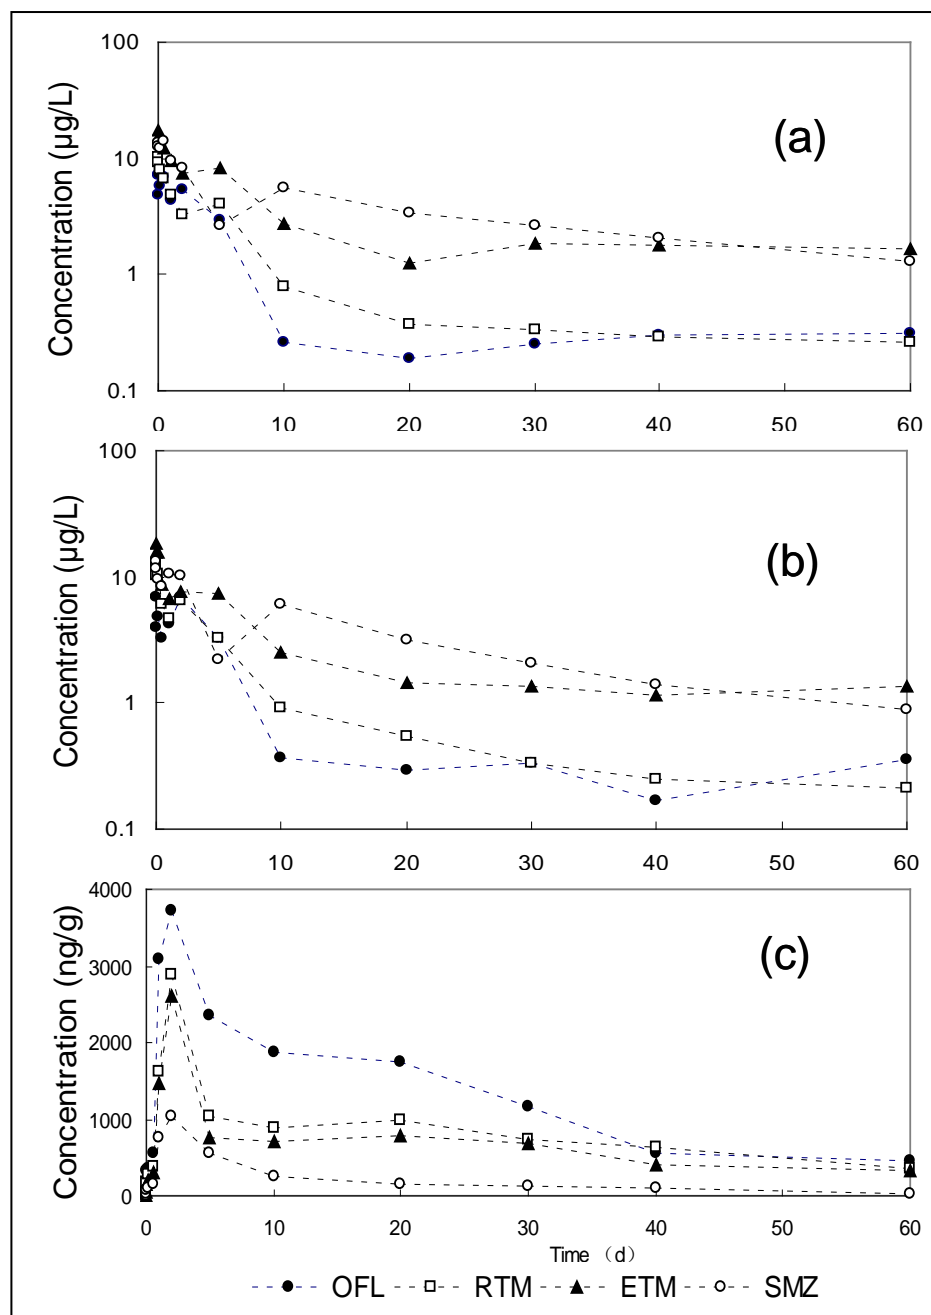 100
10
1
0.1
Concentration (µg/L)
(a)
0 10 20 30 40 50 60
100
10
1
0.1
Concentration (µg/L)
(b)
0 10 20 30 40 50 60
4000
3000
2000
1000
0
Concentration (ng/g)
(c)
0 10 20 30 40 50 60
Time （d）
OFL RTM ETM SMZ